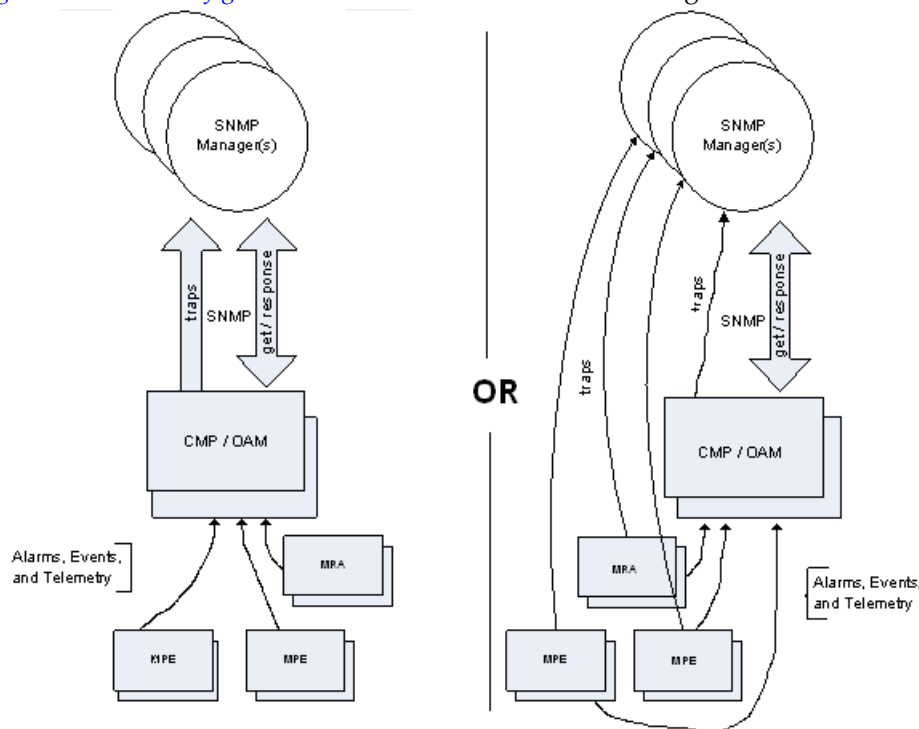 SNMP
Manager(s)
traps
SNMP
get / response
CMP / OAM
Alarms, Events,
and Telemetry
MRA
MPE
MPE
OR
SNMP
Manager(s)
traps
traps
SNMP
get / response
CMP / OAM
MRA
Alarms, Events,
and Telemetry
MPE
MPE